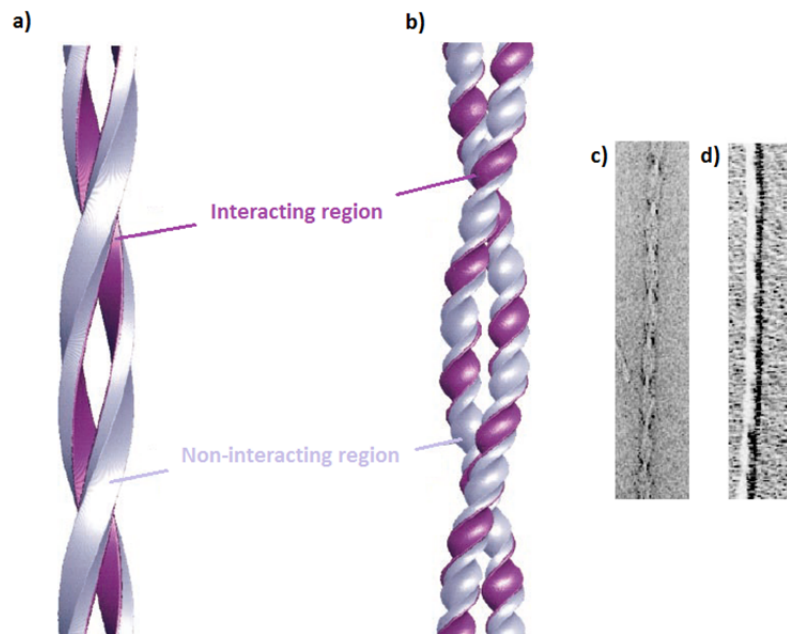 a)
b)
c)
d)
Interacting region
Non-interacting region